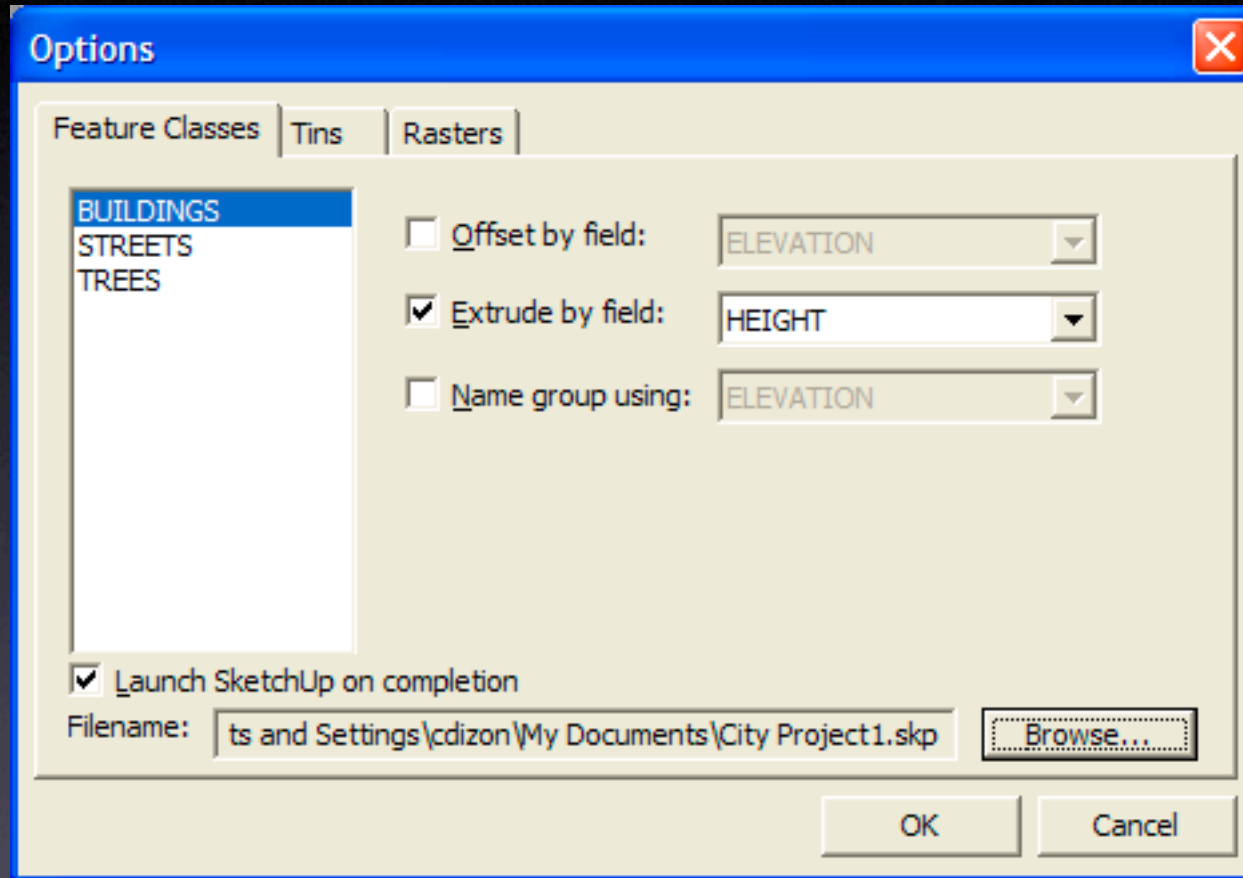 Options
Feature Classes Tins Rasters
BUILDINGS
STREETS
TREES
Offset by field: ELEVATION
Extrude by field: HEIGHT
Name group using: ELEVATION
Launch SketchUp on completion
Filename: ts and Settings\cdizon\My Documents\City Project1.skp Browse...
OK Cancel